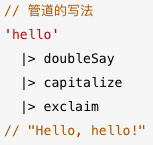 // 管道的写法
'hello'
  |> doubleSay
  |> capitalize
  |> exclaim
// "Hello, hello!"